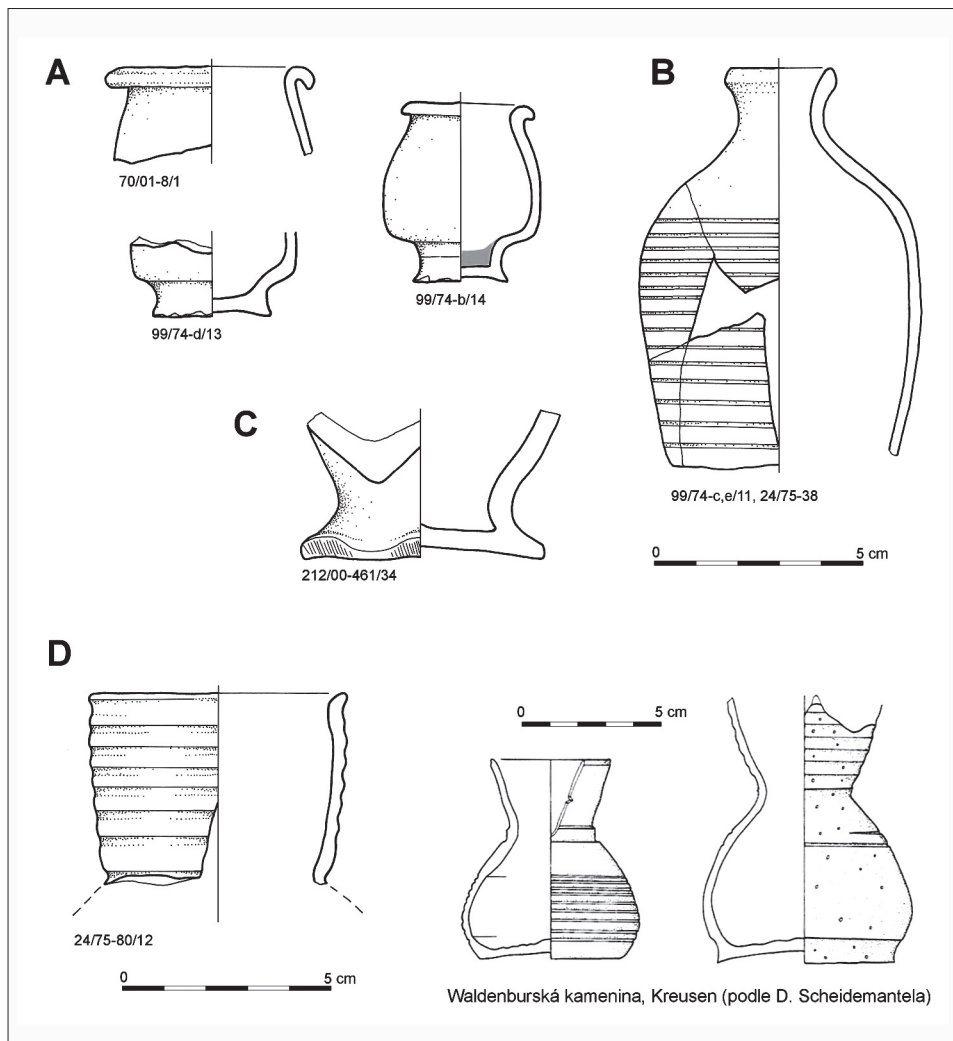 A
70/01-8/1
99/74-d/13
99/74-b/14
B
99/74-c,e/11, 24/75-38
0 5 cm
C
212/00-461/34
D
24/75-80/12
0 5 cm
0 5 cm
Waldenburská kamenina, Kreusen (podle D. Scheidemantela)